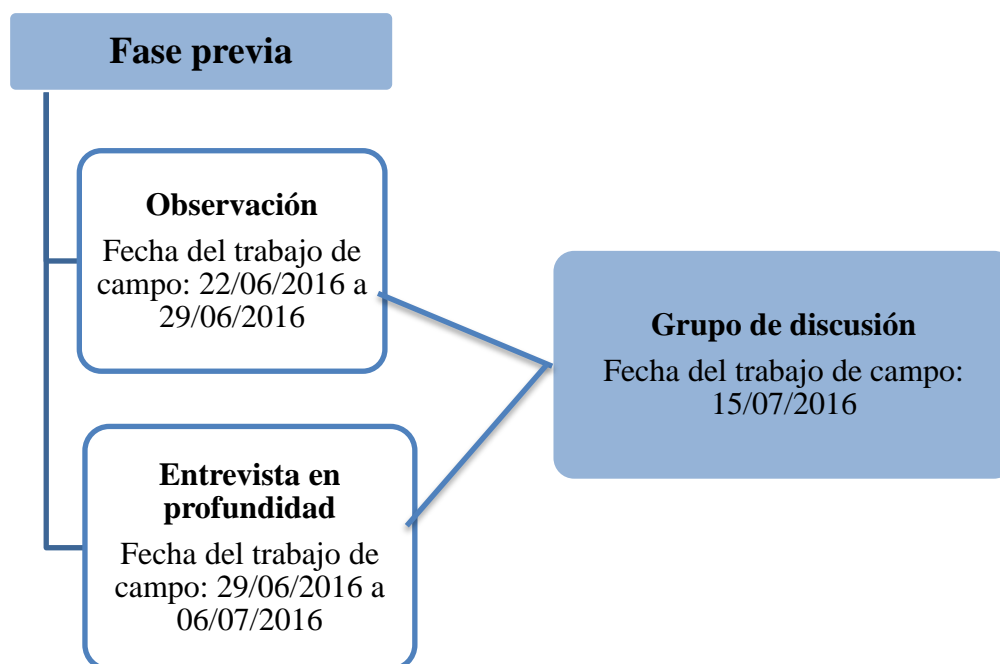 Fase previa
Observación
Fecha del trabajo de
campo: 22/06/2016 a
29/06/2016
Entrevista en
profundidad
Fecha del trabajo de
campo: 29/06/2016 a
06/07/2016
Grupo de discusión
Fecha del trabajo de campo:
15/07/2016